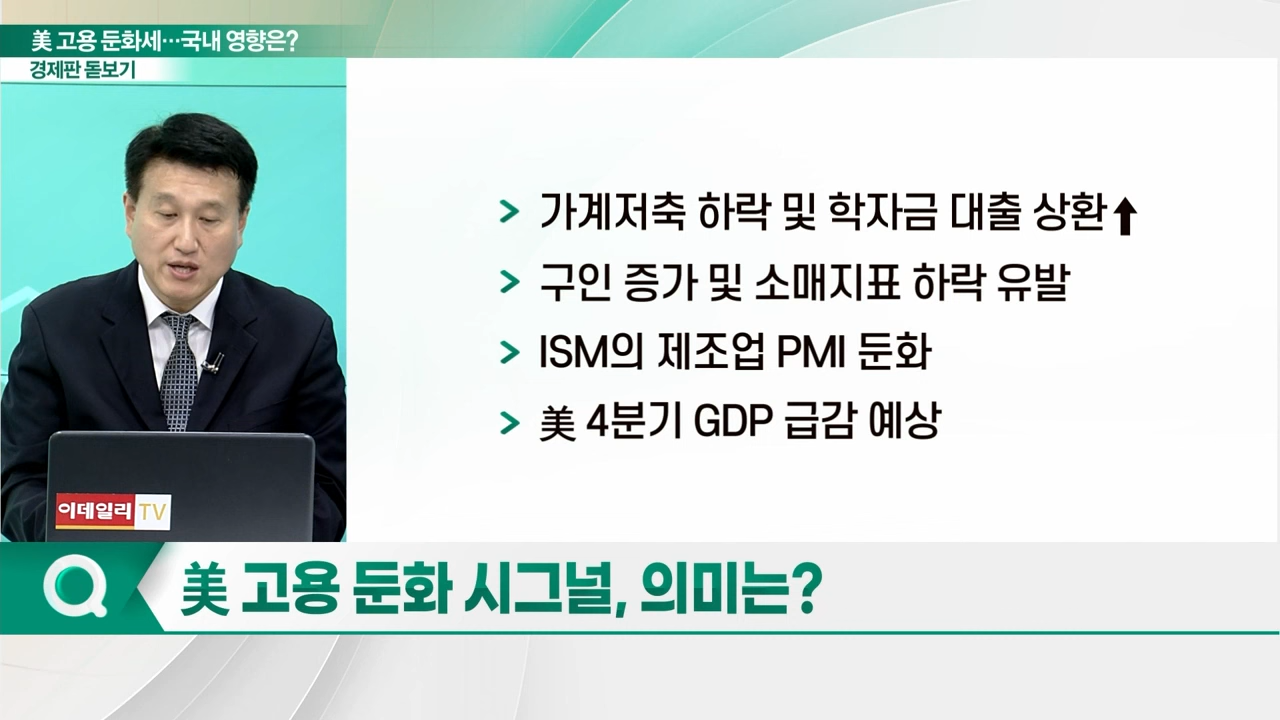 美 고용 둔화세…국내 영향은?
경제판 돋보기
> 가계저축 하락 및 학자금 대출 상환⬆
> 구인 증가 및 소매지표 하락 유발
> ISM의 제조업 PMI 둔화
> 美 4분기 GDP 급감 예상
이데일리 TV
Q 美 고용 둔화 시그널, 의미는?